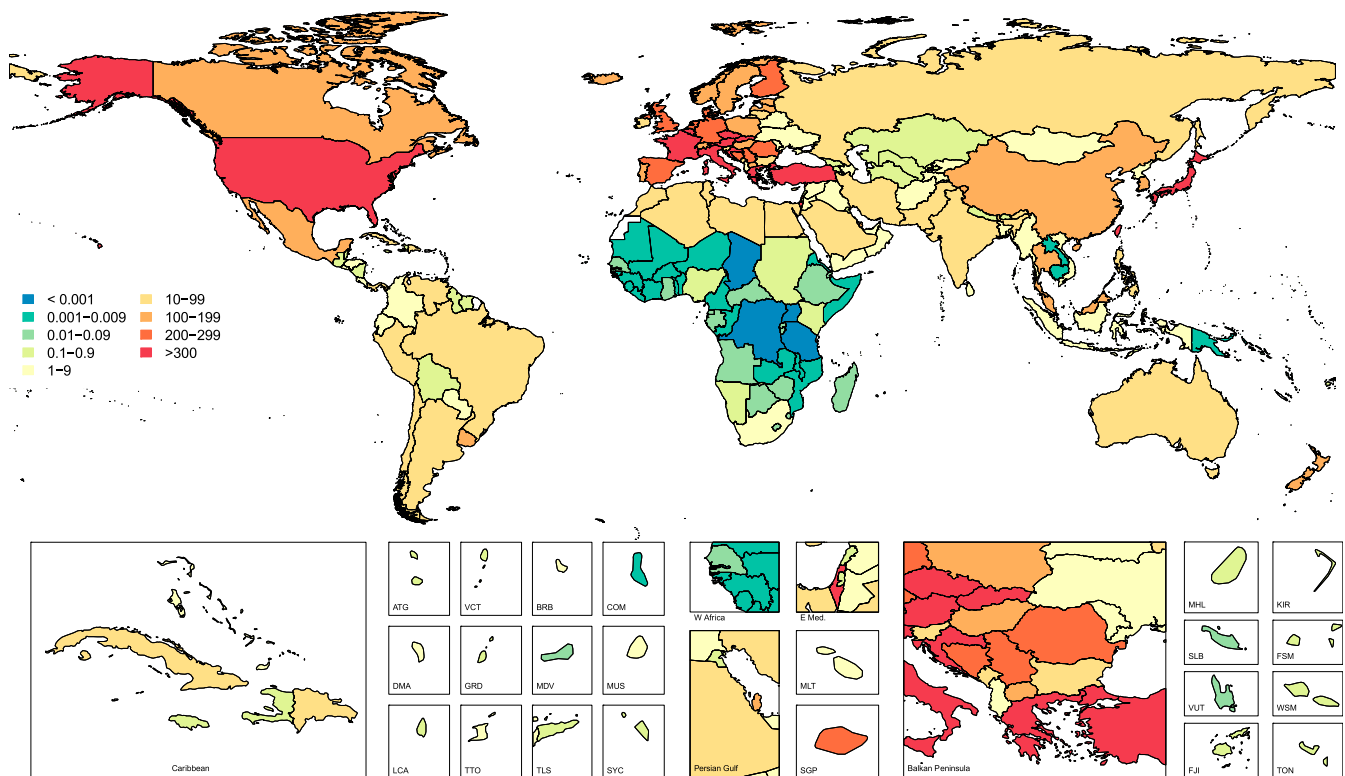 < 0.001
0.001−0.009
0.01−0.09
0.1−0.9
1−9
10−99
100−199
200−299
>300
Caribbean
ATG
VCT
BRB
COM
DMA
GRD
MDV
MUS
LCA
TTO
TLS
SYC
W Africa
E Med.
Persian Gulf
MLT
SGP
Balkan Peninsula
MHL
KIR
SLB
FSM
VUT
WSM
FJI
TON